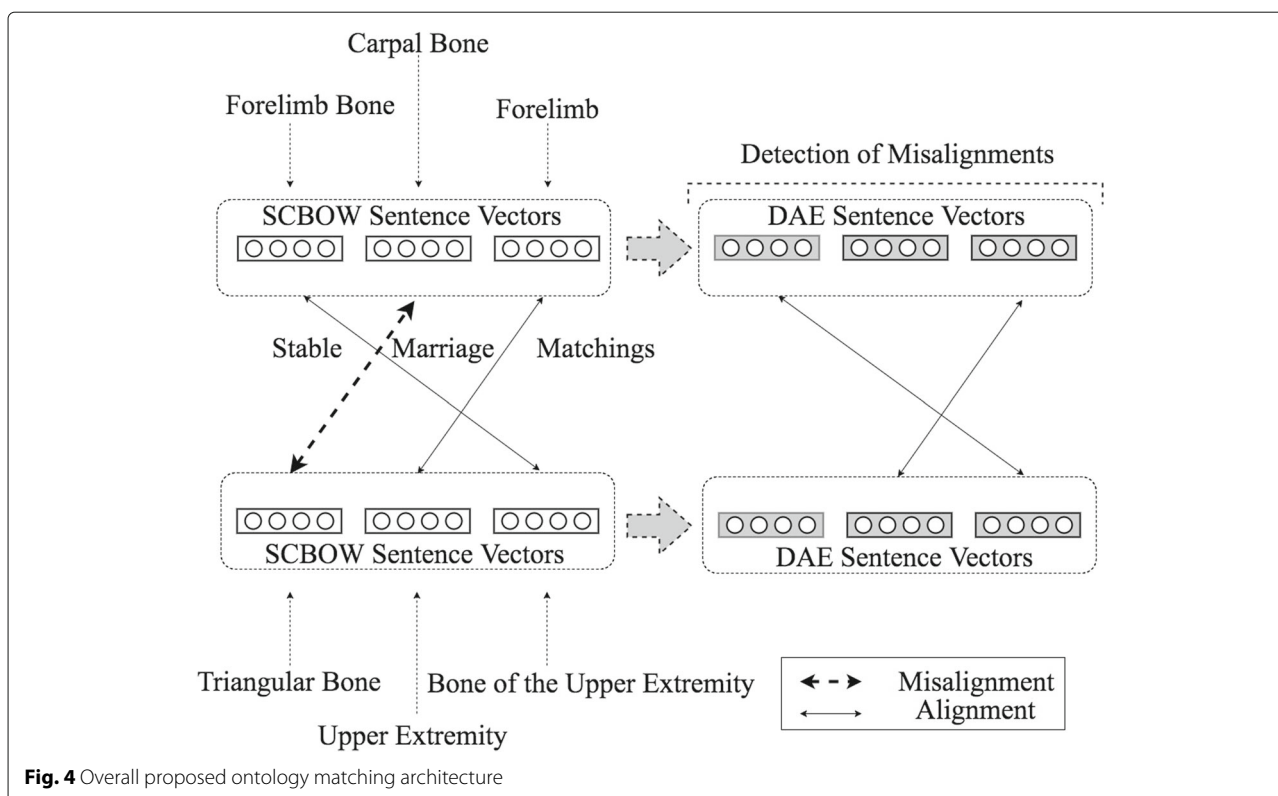 Carpal Bone
Forelimb Bone
Forelimb
Detection of Misalignments
SCBOW Sentence Vectors
DAE Sentence Vectors
Stable Marriage Matchings
SCBOW Sentence Vectors
DAE Sentence Vectors
Triangular Bone
Bone of the Upper Extremity
Upper Extremity
Misalignment
Alignment
Fig. 4 Overall proposed ontology matching architecture